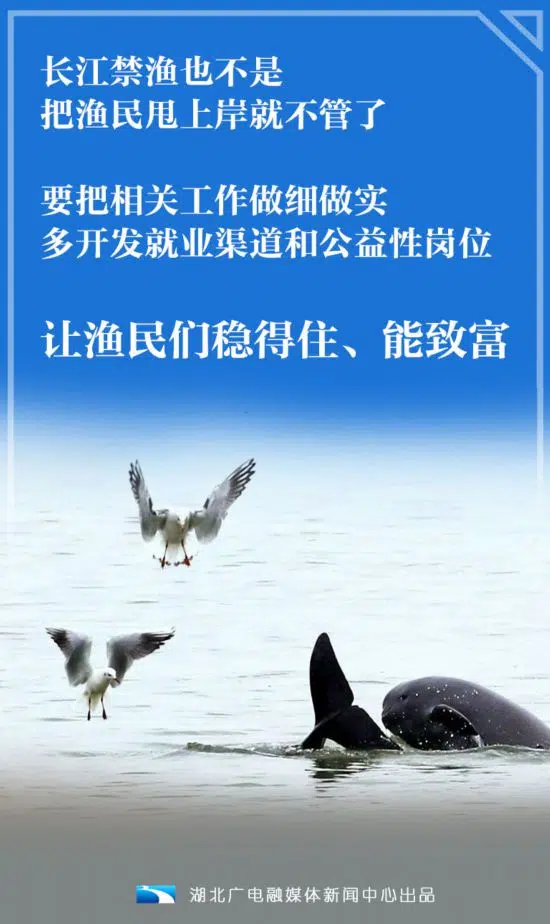 长江禁渔也不是
把渔民甩上岸就不管了
要把相关工作做细做实
多开发就业渠道和公益性岗位
让渔民们稳得住、能致富
湖北广电融媒体新闻中心出品